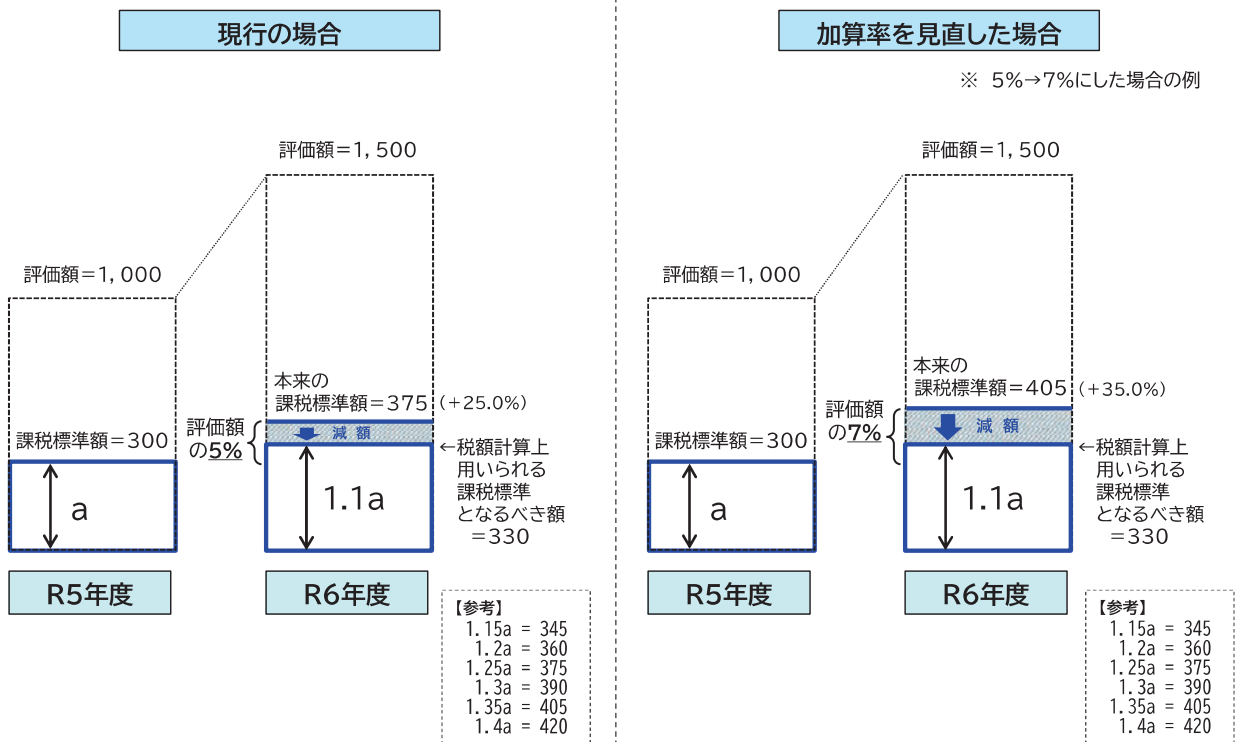 現行の場合
評価額＝1,500
評価額＝1,000
本来の
課税標準額＝375（+25.0%）
評価額
の5%
減 額
課税標準額＝300
←税額計算上
用いられる
課税標準
となるべき額
＝330
a
1.1a
R5年度
R6年度
【参考】
1.15a = 345
1.2a = 360
1.25a = 375
1.3a = 390
1.35a = 405
1.4a = 420
加算率を見直した場合
※ 5%→7%にした場合の例
評価額＝1,500
評価額＝1,000
本来の
課税標準額＝405（+35.0%）
評価額
の7%
減 額
課税標準額＝300
←税額計算上
用いられる
課税標準
となるべき額
＝330
a
1.1a
R5年度
R6年度
【参考】
1.15a = 345
1.2a = 360
1.25a = 375
1.3a = 390
1.35a = 405
1.4a = 420